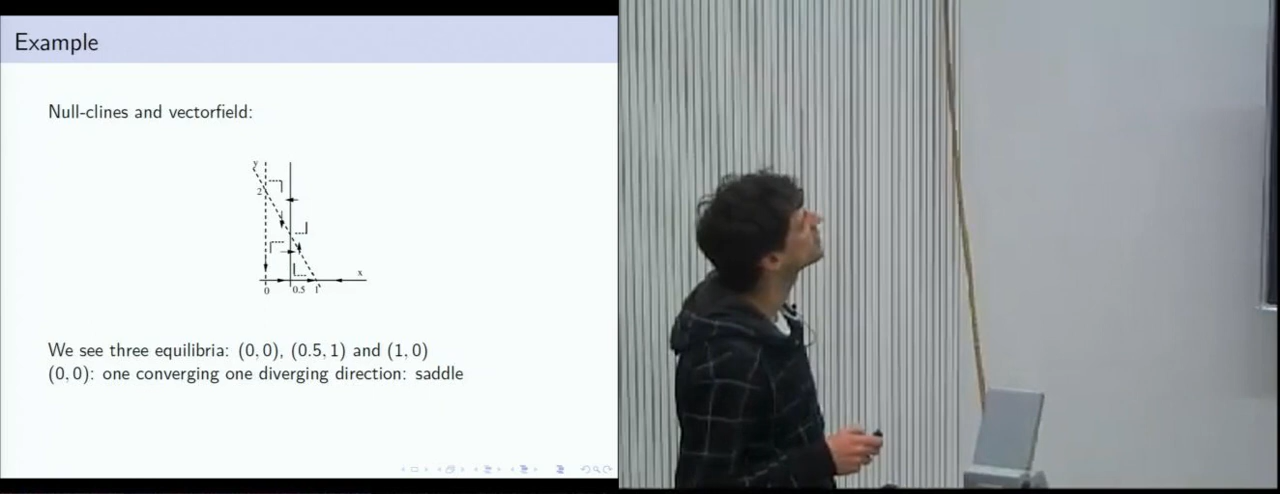 Example
Null-clines and vectorfield:
y
2
x
0 0.5 1
We see three equilibria: (0, 0), (0.5, 1) and (1, 0)
(0, 0): one converging one diverging direction: saddle